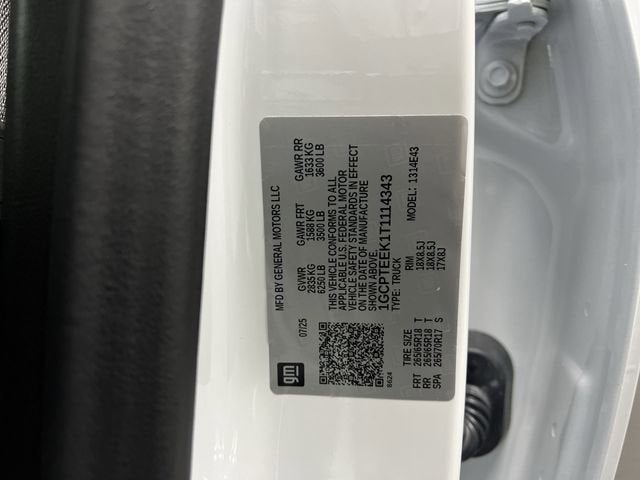 MFD BY GENERAL MOTORS LLC
07/25
GVWR GAWR FRT GAWR RR
2835 KG 1588 KG 1633 KG
6250 LB 3500 LB 3600 LB
THIS VEHICLE CONFORMS TO ALL
APPLICABLE U.S. FEDERAL MOTOR
VEHICLE SAFETY STANDARDS IN EFFECT
ON THE DATE OF MANUFACTURE
SHOWN ABOVE.
1GCPTEEK1T1114343
TYPE: TRUCK MODEL: 1314E43
gm
8624
TIRE SIZE RIM
FRT 265/65R18 T 18X8.5J
RR 265/65R18 T 18X8.5J
SPA 265/70R17 S 17X8J